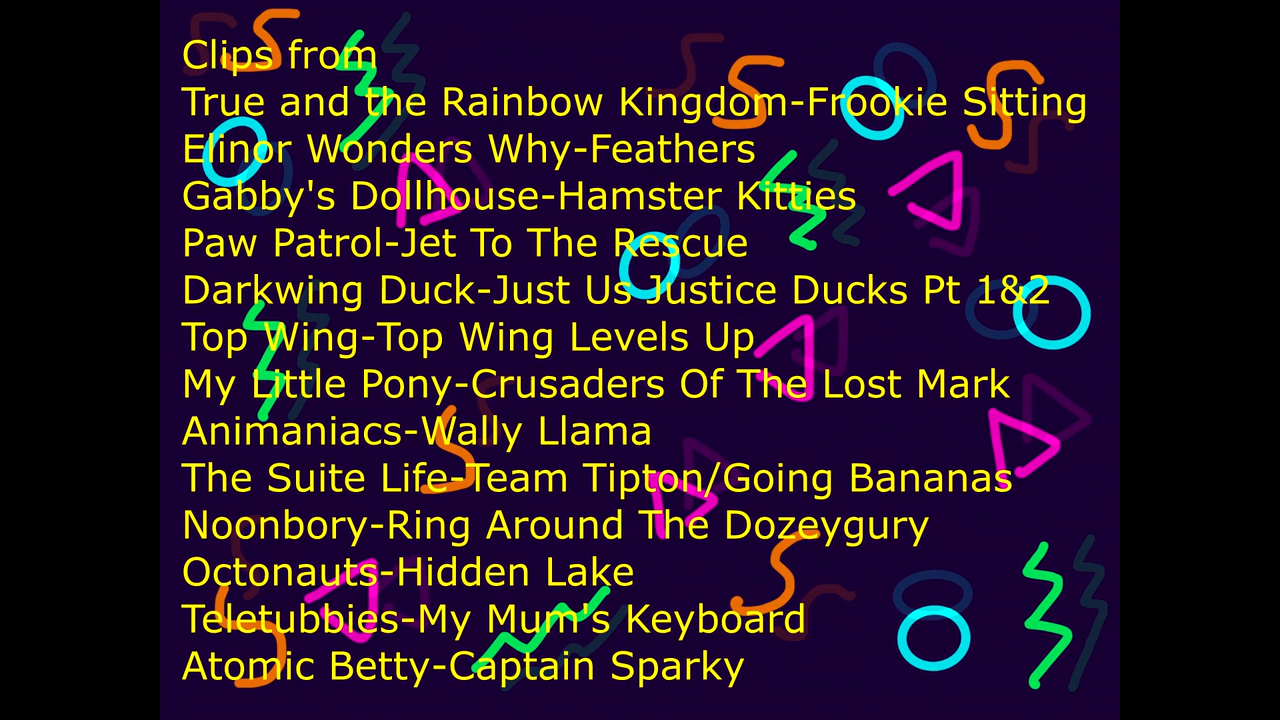 Clips from
True and the Rainbow Kingdom-Frookie Sitting
Elinor Wonders Why-Feathers
Gabby's Dollhouse-Hamster Kitties
Paw Patrol-Jet To The Rescue
Darkwing Duck-Just Us Justice Ducks Pt 1&2
Top Wing-Top Wing Levels Up
My Little Pony-Crusaders Of The Lost Mark
Animaniacs-Wally Llama
The Suite Life-Team Tipton/Going Bananas
Noonbory-Ring Around The Dozeygury
Octonauts-Hidden Lake
Teletubbies-My Mum's Keyboard
Atomic Betty-Captain Sparky